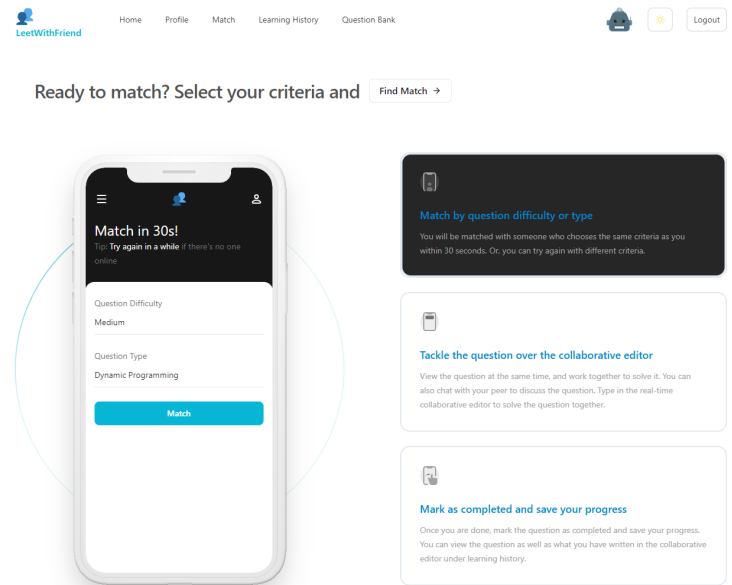 LeetWithFriend
Home
Profile
Match
Learning History
Question Bank
Logout
Ready to match? Select your criteria and
Find Match →
Match in 30s!
Tip: Try again in a while if there's no one
online
Question Difficulty
Medium
Question Type
Dynamic Programming
Match
Match by question difficulty or type
You will be matched with someone who chooses the same criteria as you
within 30 seconds. Or, you can try again with different criteria.
Tackle the question over the collaborative editor
View the question at the same time, and work together to solve it. You can
also chat with your peer to discuss the question. Type in the real-time
collaborative editor to solve the question together.
Mark as completed and save your progress
Once you are done, mark the question as completed and save your progress.
You can view the question as well as what you have written in the collaborative
editor under learning history.